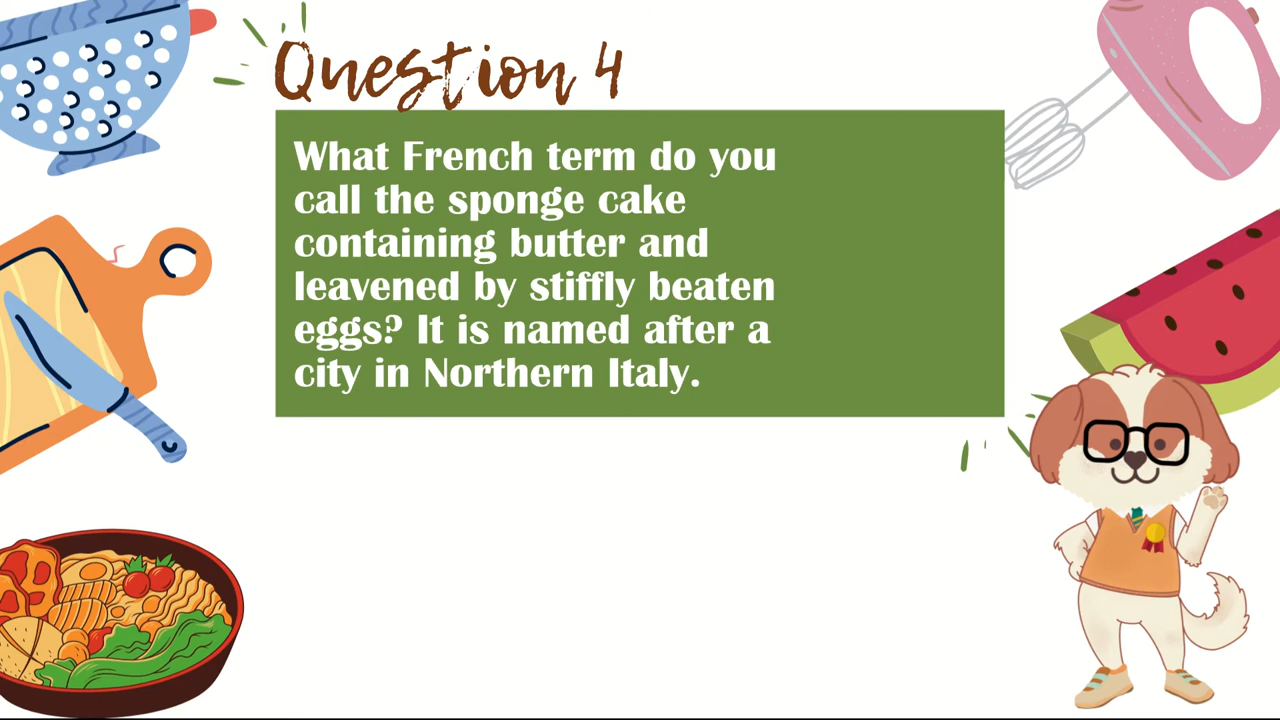 Question 4
What French term do you
call the sponge cake
containing butter and
leavened by stiffly beaten
eggs? It is named after a
city in Northern Italy.